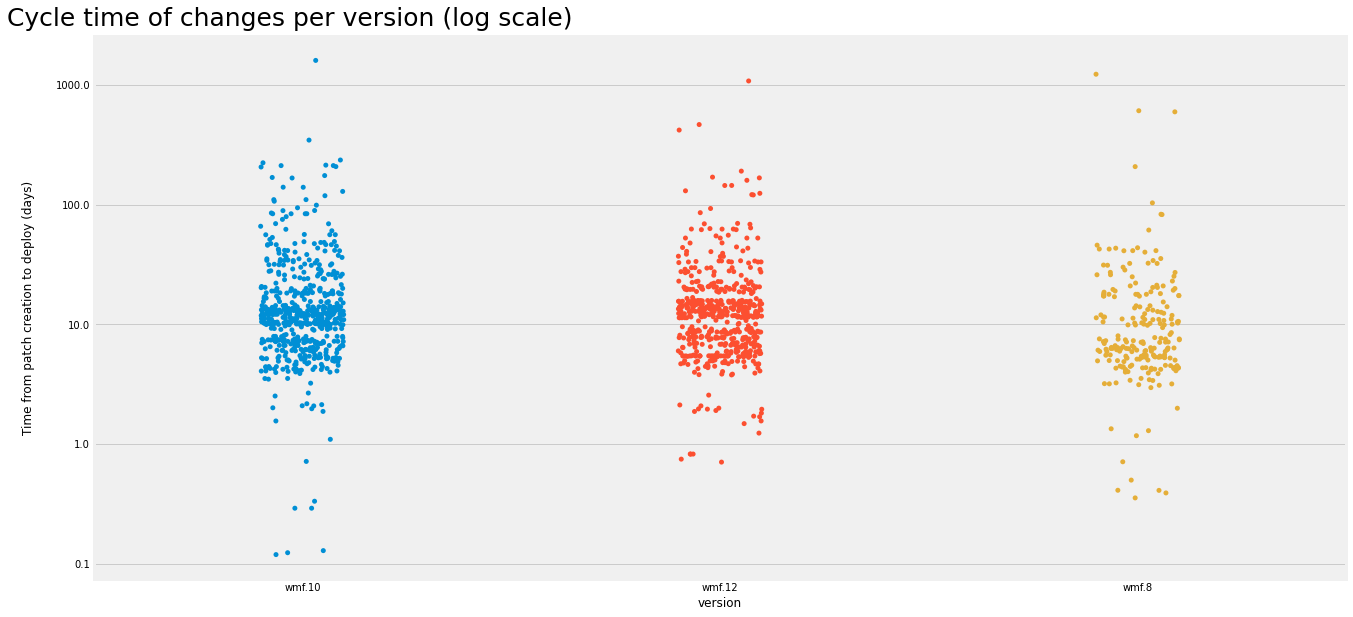 Cycle time of changes per version (log scale)
Time from patch creation to deploy (days)
1000.0
100.0
10.0
1.0
0.1
wmf.10
wmf.12
wmf.8
version